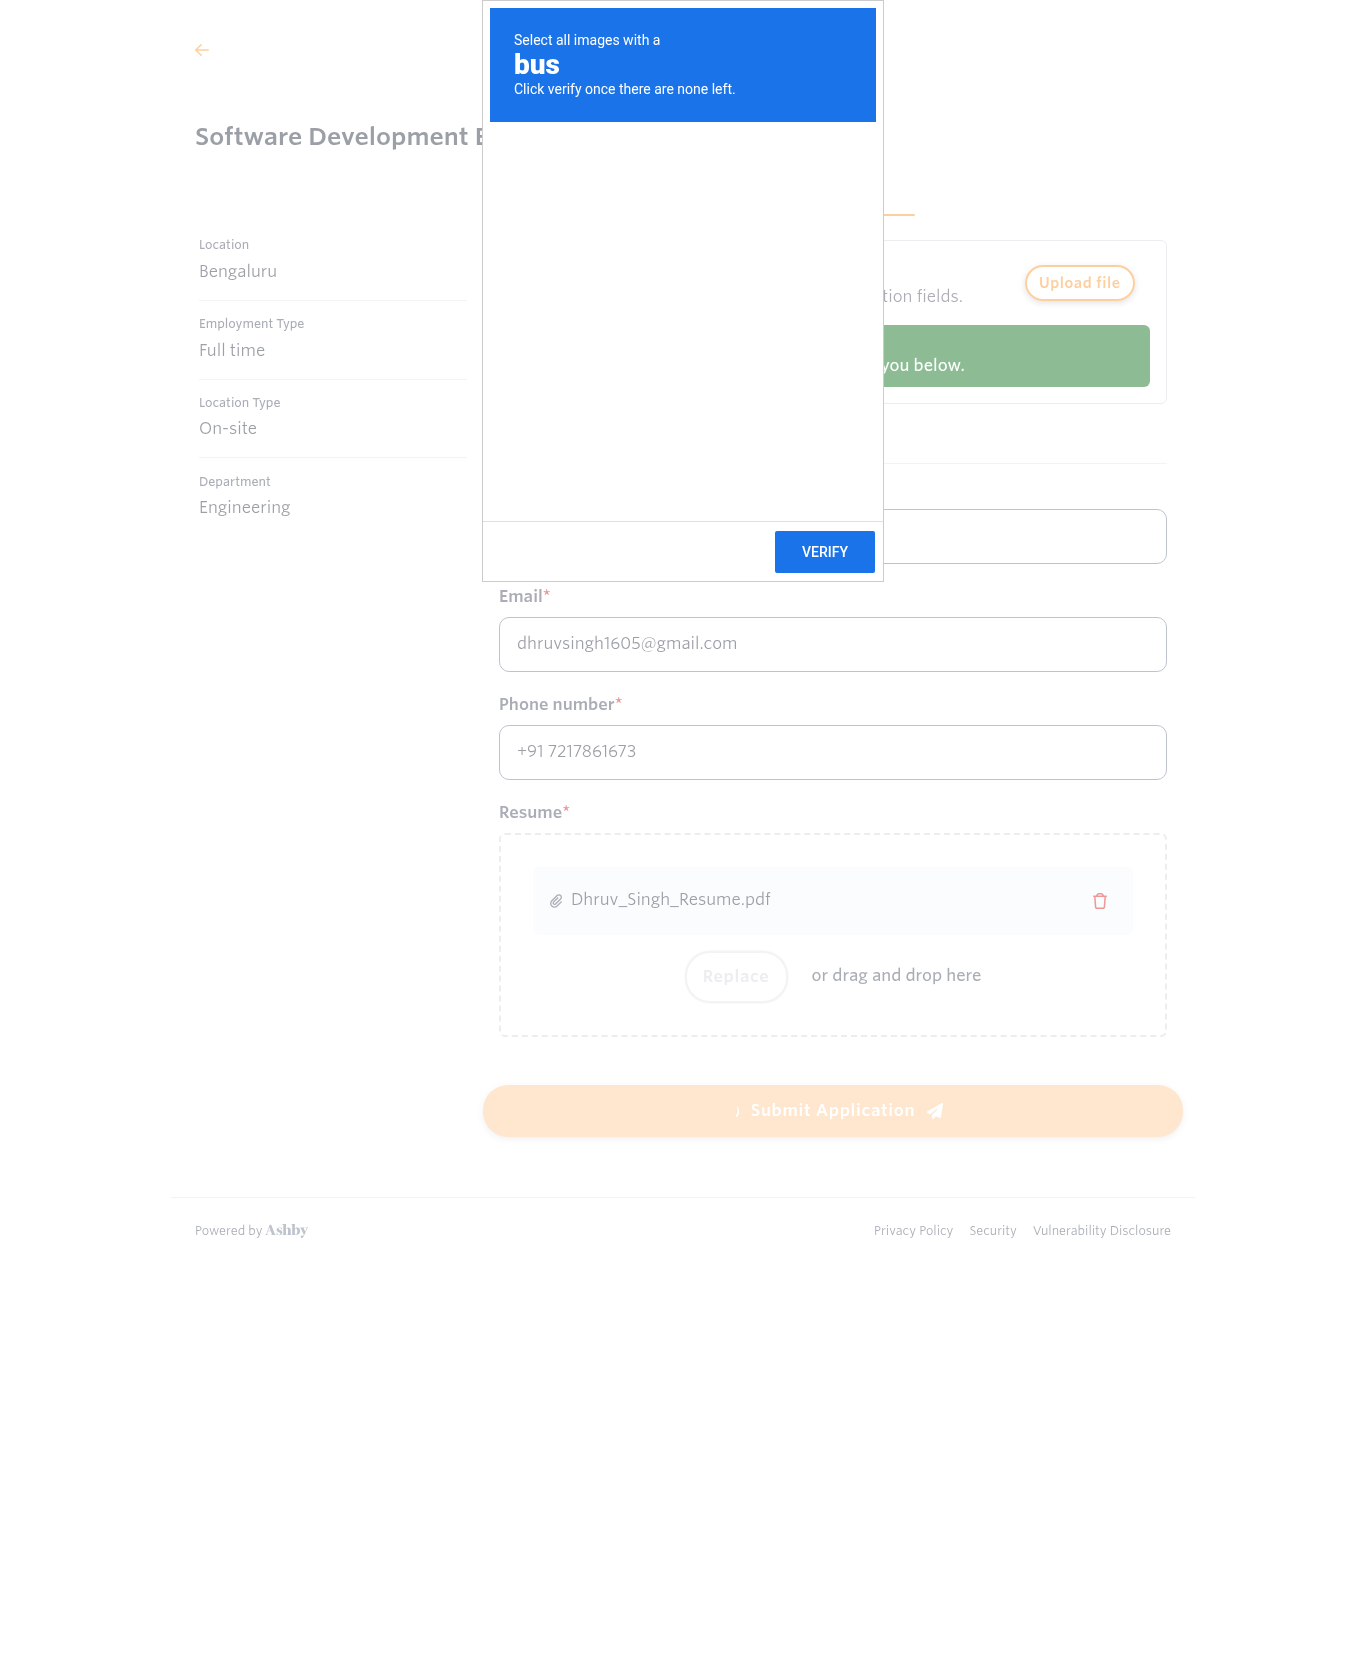 Select all images with a
bus
Click verify once there are none left.
Software Development
Location
Bengaluru
Employment Type
Full time
Location Type
On-site
Department
Engineering
Upload file
tion fields.
you below.
VERIFY
Email*
dhruvsingh1605@gmail.com
Phone number*
+91 7217861673
Resume*
Dhruv_Singh_Resume.pdf
Replace
or drag and drop here
Submit Application
Powered by Ashby
Privacy Policy Security Vulnerability Disclosure